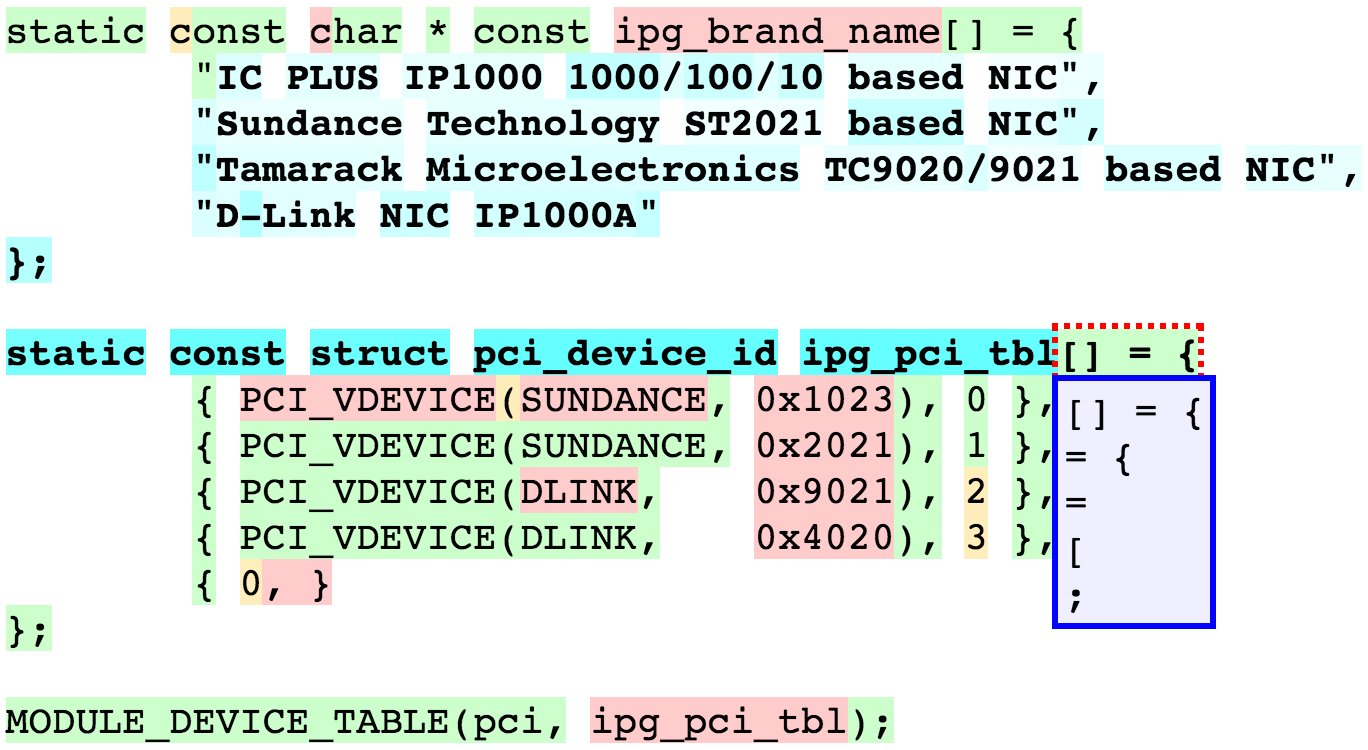 static const char * const ipg_brand_name[] = {
"IC PLUS IP1000 1000/100/10 based NIC",
"Sundance Technology ST2021 based NIC",
"Tamarack Microelectronics TC9020/9021 based NIC",
"D-Link NIC IP1000A"
};
static const struct pci_device_id ipg_pci_tbl[] = {
{ PCI_VDEVICE(SUNDANCE, 0x1023), 0 },
{ PCI_VDEVICE(SUNDANCE, 0x2021), 1 },
{ PCI_VDEVICE(DLINK, 0x9021), 2 },
{ PCI_VDEVICE(DLINK, 0x4020), 3 },
{ 0, }
};
[] = {
= {
=
[
;
MODULE_DEVICE_TABLE(pci, ipg_pci_tbl);